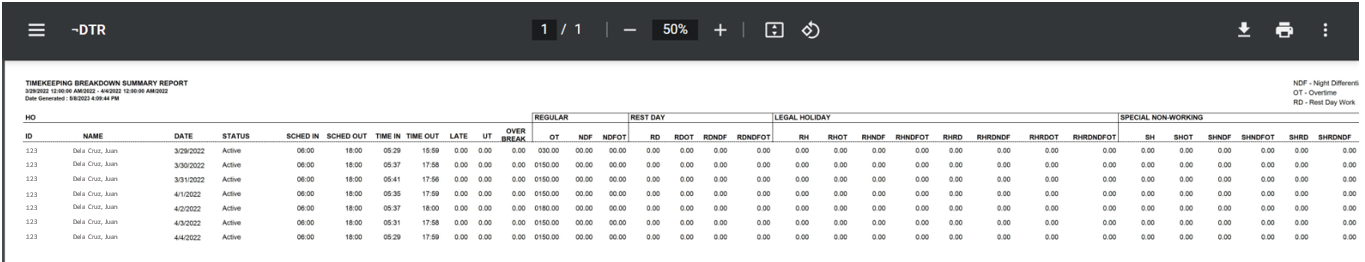 ¬DTR
1 / 1
50%
TIMEKEEPING BREAKDOWN SUMMARY REPORT
3/29/2022 12:00:00 AM/2022 - 4/4/2022 12:00:00 AM/2022
Date Generated : 5/8/2023 4:09:44 PM
NDF - Night Differenti
OT - Overtime
RD - Rest Day Work
HO REGULAR REST DAY LEGAL HOLIDAY SPECIAL NON-WORKING
ID NAME DATE STATUS SCHED IN SCHED OUT TIME IN TIME OUT LATE UT OVER BREAK OT NDF NDFOT RD RDOT RDNDF RDNDFOT RH RHOT RHNDF RHNDFOT RHRD RHRDNDF RHRDOT RHRDNDFOT SH SHOT SHNDF SHNDFOT SHRD SHRDNDF
123 Dela Cruz, Juan 3/29/2022 Active 06:00 18:00 05:29 15:59 0.00 0.00 0.00 030.00 00.00 00.00 0.00 0.00 0.00 0.00 0.00 0.00 0.00 0.00 0.00 0.00 0.00 0.00 0.00 0.00 0.00 0.00 0.00 0.00
123 Dela Cruz, Juan 3/30/2022 Active 06:00 18:00 05:37 17:58 0.00 0.00 0.00 0150.00 00.00 00.00 0.00 0.00 0.00 0.00 0.00 0.00 0.00 0.00 0.00 0.00 0.00 0.00 0.00 0.00 0.00 0.00 0.00 0.00
123 Dela Cruz, Juan 3/31/2022 Active 06:00 18:00 05:41 17:56 0.00 0.00 0.00 0150.00 00.00 00.00 0.00 0.00 0.00 0.00 0.00 0.00 0.00 0.00 0.00 0.00 0.00 0.00 0.00 0.00 0.00 0.00 0.00 0.00
123 Dela Cruz, Juan 4/1/2022 Active 06:00 18:00 05:35 17:59 0.00 0.00 0.00 0150.00 00.00 00.00 0.00 0.00 0.00 0.00 0.00 0.00 0.00 0.00 0.00 0.00 0.00 0.00 0.00 0.00 0.00 0.00 0.00 0.00
123 Dela Cruz, Juan 4/2/2022 Active 06:00 18:00 05:37 18:00 0.00 0.00 0.00 0180.00 00.00 00.00 0.00 0.00 0.00 0.00 0.00 0.00 0.00 0.00 0.00 0.00 0.00 0.00 0.00 0.00 0.00 0.00 0.00 0.00
123 Dela Cruz, Juan 4/3/2022 Active 06:00 18:00 05:31 17:58 0.00 0.00 0.00 0150.00 00.00 00.00 0.00 0.00 0.00 0.00 0.00 0.00 0.00 0.00 0.00 0.00 0.00 0.00 0.00 0.00 0.00 0.00 0.00 0.00
123 Dela Cruz, Juan 4/4/2022 Active 06:00 18:00 05:29 17:59 0.00 0.00 0.00 0150.00 00.00 00.00 0.00 0.00 0.00 0.00 0.00 0.00 0.00 0.00 0.00 0.00 0.00 0.00 0.00 0.00 0.00 0.00 0.00 0.00